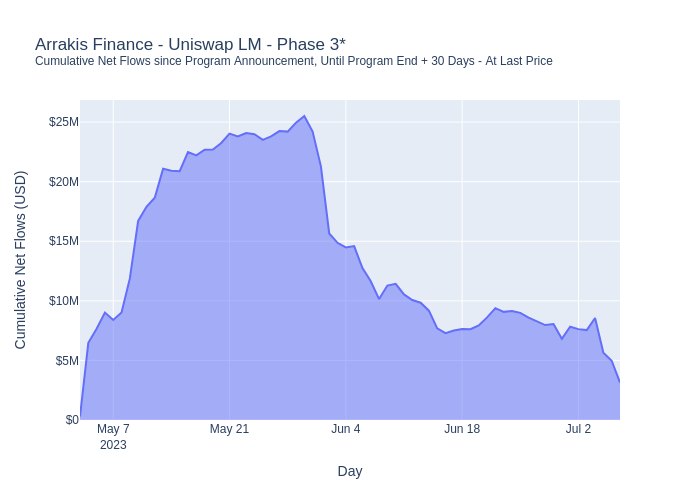 Arrakis Finance - Uniswap LM - Phase 3*
Cumulative Net Flows since Program Announcement, Until Program End + 30 Days - At Last Price
Cumulative Net Flows (USD)
$25M
$20M
$15M
$10M
$5M
$0
May 7
2023
May 21
Jun 4
Jun 18
Jul 2
Day